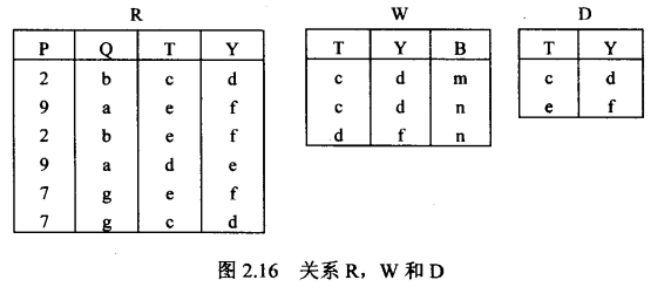 R W D
P Q T Y T Y B T Y
2 b c d c d m c d
9 a e f c d n e f
2 b e f d f n
9 a d e
7 g e f
7 g c d
图 2.16 关系 R，W 和 D